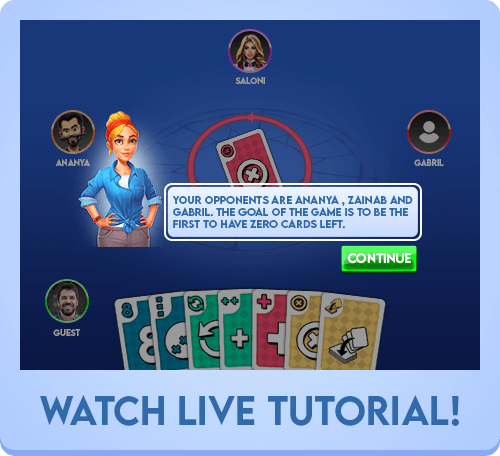 SALONI
ANANYA
GABRIL
YOUR OPPONENTS ARE ANANYA , ZAINAB AND
GABRIL. THE GOAL OF THE GAME IS TO BE THE
FIRST TO HAVE ZERO CARDS LEFT.
CONTINUE
GUEST
8
WATCH LIVE TUTORIAL!